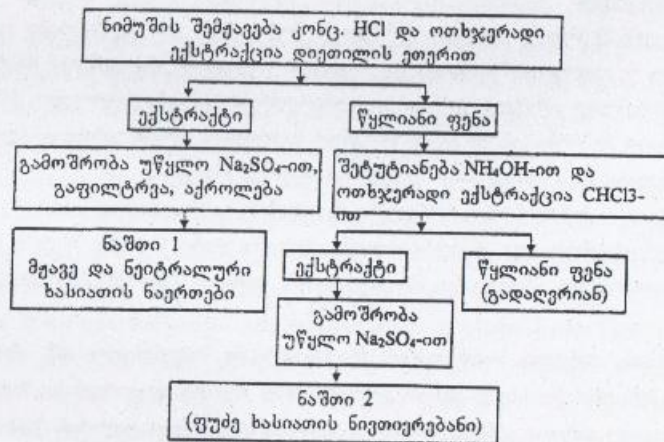 ნიმუშის შემჟავება კონც. HCl და ოთხჯერადი
ექსტრაქცია დიეთილის ეთერით
ექსტრაქტი
წყლიანი ფენა
გამოშრობა უწყლო Na₂SO₄-ით,
გაფილტრვა, აქროლება
შეტუტიანება NH₄OH-ით და
ოთხჯერადი ექსტრაქცია CHCl3-
ით
ნაშთი 1
მჟავე და ნეიტრალური
ხასიათის ნაერთები
ექსტრაქტი
წყლიანი ფენა
(გადაღვრიან)
გამოშრობა
უწყლო Na₂SO₄-ით
ნაშთი 2
(ფუძე ხასიათის ნივთიერებანი)